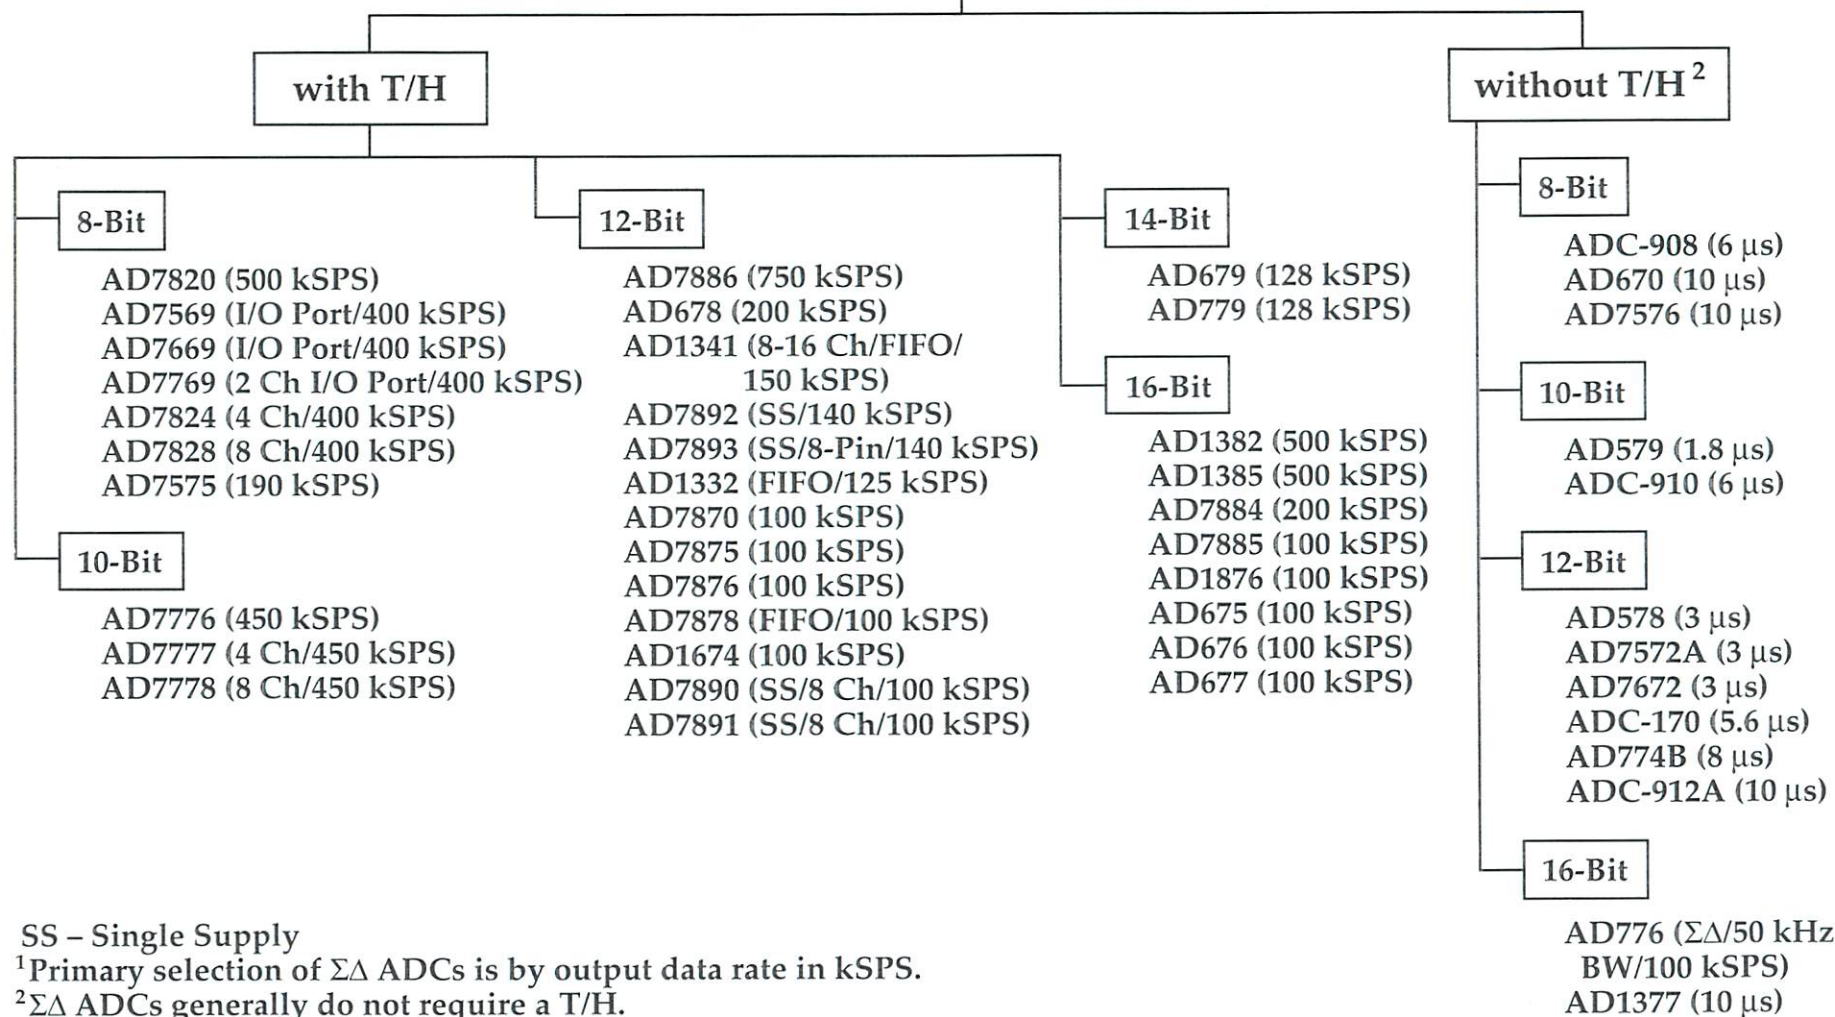 with T/H
without T/H²
8-Bit
AD7820 (500 kSPS)
AD7569 (I/O Port/400 kSPS)
AD7669 (I/O Port/400 kSPS)
AD7769 (2 Ch I/O Port/400 kSPS)
AD7824 (4 Ch/400 kSPS)
AD7828 (8 Ch/400 kSPS)
AD7575 (190 kSPS)
10-Bit
AD7776 (450 kSPS)
AD7777 (4 Ch/450 kSPS)
AD7778 (8 Ch/450 kSPS)
12-Bit
AD7886 (750 kSPS)
AD678 (200 kSPS)
AD1341 (8-16 Ch/FIFO/
150 kSPS)
AD7892 (SS/140 kSPS)
AD7893 (SS/8-Pin/140 kSPS)
AD1332 (FIFO/125 kSPS)
AD7870 (100 kSPS)
AD7875 (100 kSPS)
AD7876 (100 kSPS)
AD7878 (FIFO/100 kSPS)
AD1674 (100 kSPS)
AD7890 (SS/8 Ch/100 kSPS)
AD7891 (SS/8 Ch/100 kSPS)
14-Bit
AD679 (128 kSPS)
AD779 (128 kSPS)
16-Bit
AD1382 (500 kSPS)
AD1385 (500 kSPS)
AD7884 (200 kSPS)
AD7885 (100 kSPS)
AD1876 (100 kSPS)
AD675 (100 kSPS)
AD676 (100 kSPS)
AD677 (100 kSPS)
8-Bit
ADC-908 (6 μs)
AD670 (10 μs)
AD7576 (10 μs)
10-Bit
AD579 (1.8 μs)
ADC-910 (6 μs)
12-Bit
AD578 (3 μs)
AD7572A (3 μs)
AD7672 (3 μs)
ADC-170 (5.6 μs)
AD774B (8 μs)
ADC-912A (10 μs)
16-Bit
AD776 (ΣΔ/50 kHz
BW/100 kSPS)
AD1377 (10 μs)
SS – Single Supply
¹Primary selection of ΣΔ ADCs is by output data rate in kSPS.
²ΣΔ ADCs generally do not require a T/H.